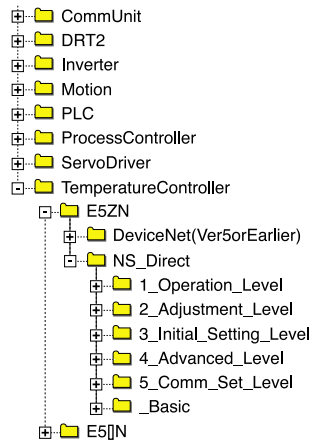 CommUnit
DRT2
Inverter
Motion
PLC
ProcessController
ServoDriver
TemperatureController
E5ZN
DeviceNet(Ver5orEarlier)
NS_Direct
1_Operation_Level
2_Adjustment_Level
3_Initial_Setting_Level
4_Advanced_Level
5_Comm_Set_Level
_Basic
E5[]N